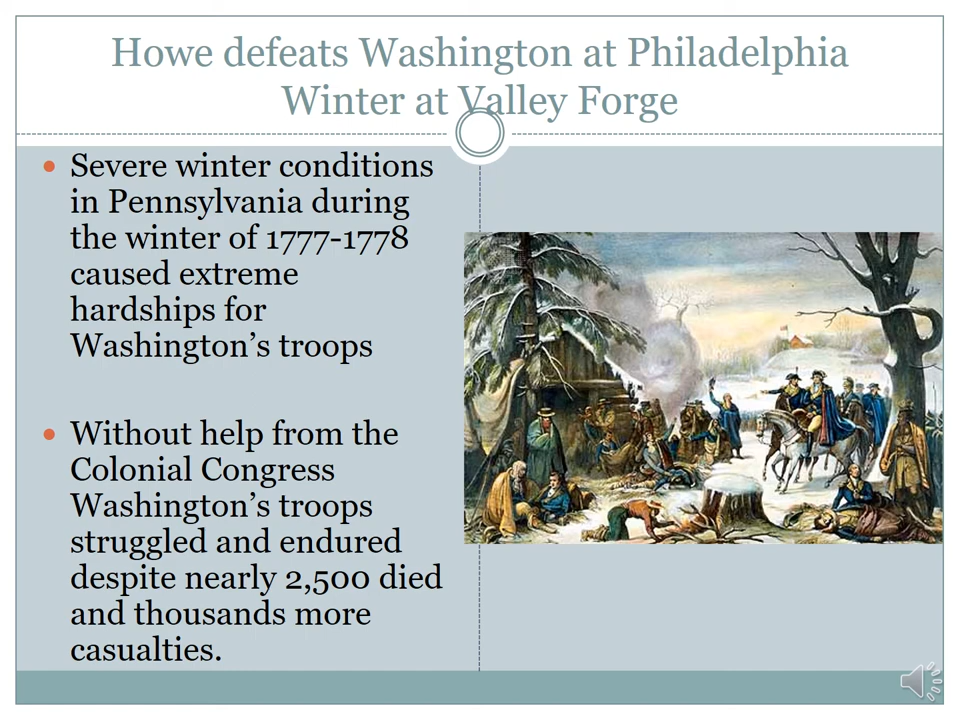 Howe defeats Washington at Philadelphia
Winter at Valley Forge
• Severe winter conditions
in Pennsylvania during
the winter of 1777-1778
caused extreme
hardships for
Washington’s troops
• Without help from the
Colonial Congress
Washington’s troops
struggled and endured
despite nearly 2,500 died
and thousands more
casualties.